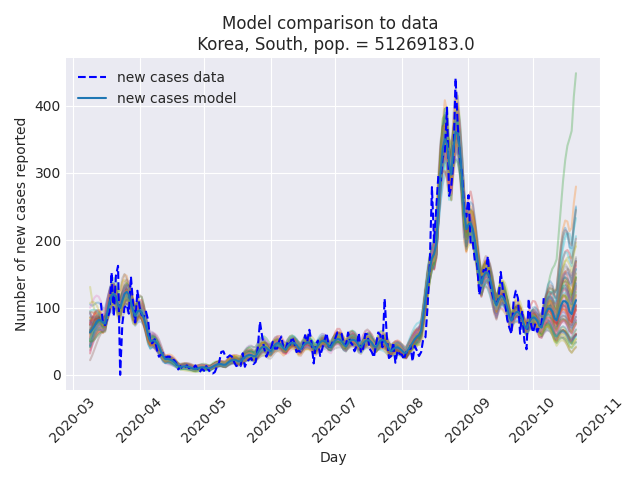 Model comparison to data
Korea, South, pop. = 51269183.0
new cases data
new cases model
Number of new cases reported
400
300
200
100
0
2020-03
2020-04
2020-05
2020-06
2020-07
2020-08
2020-09
2020-10
2020-11
Day